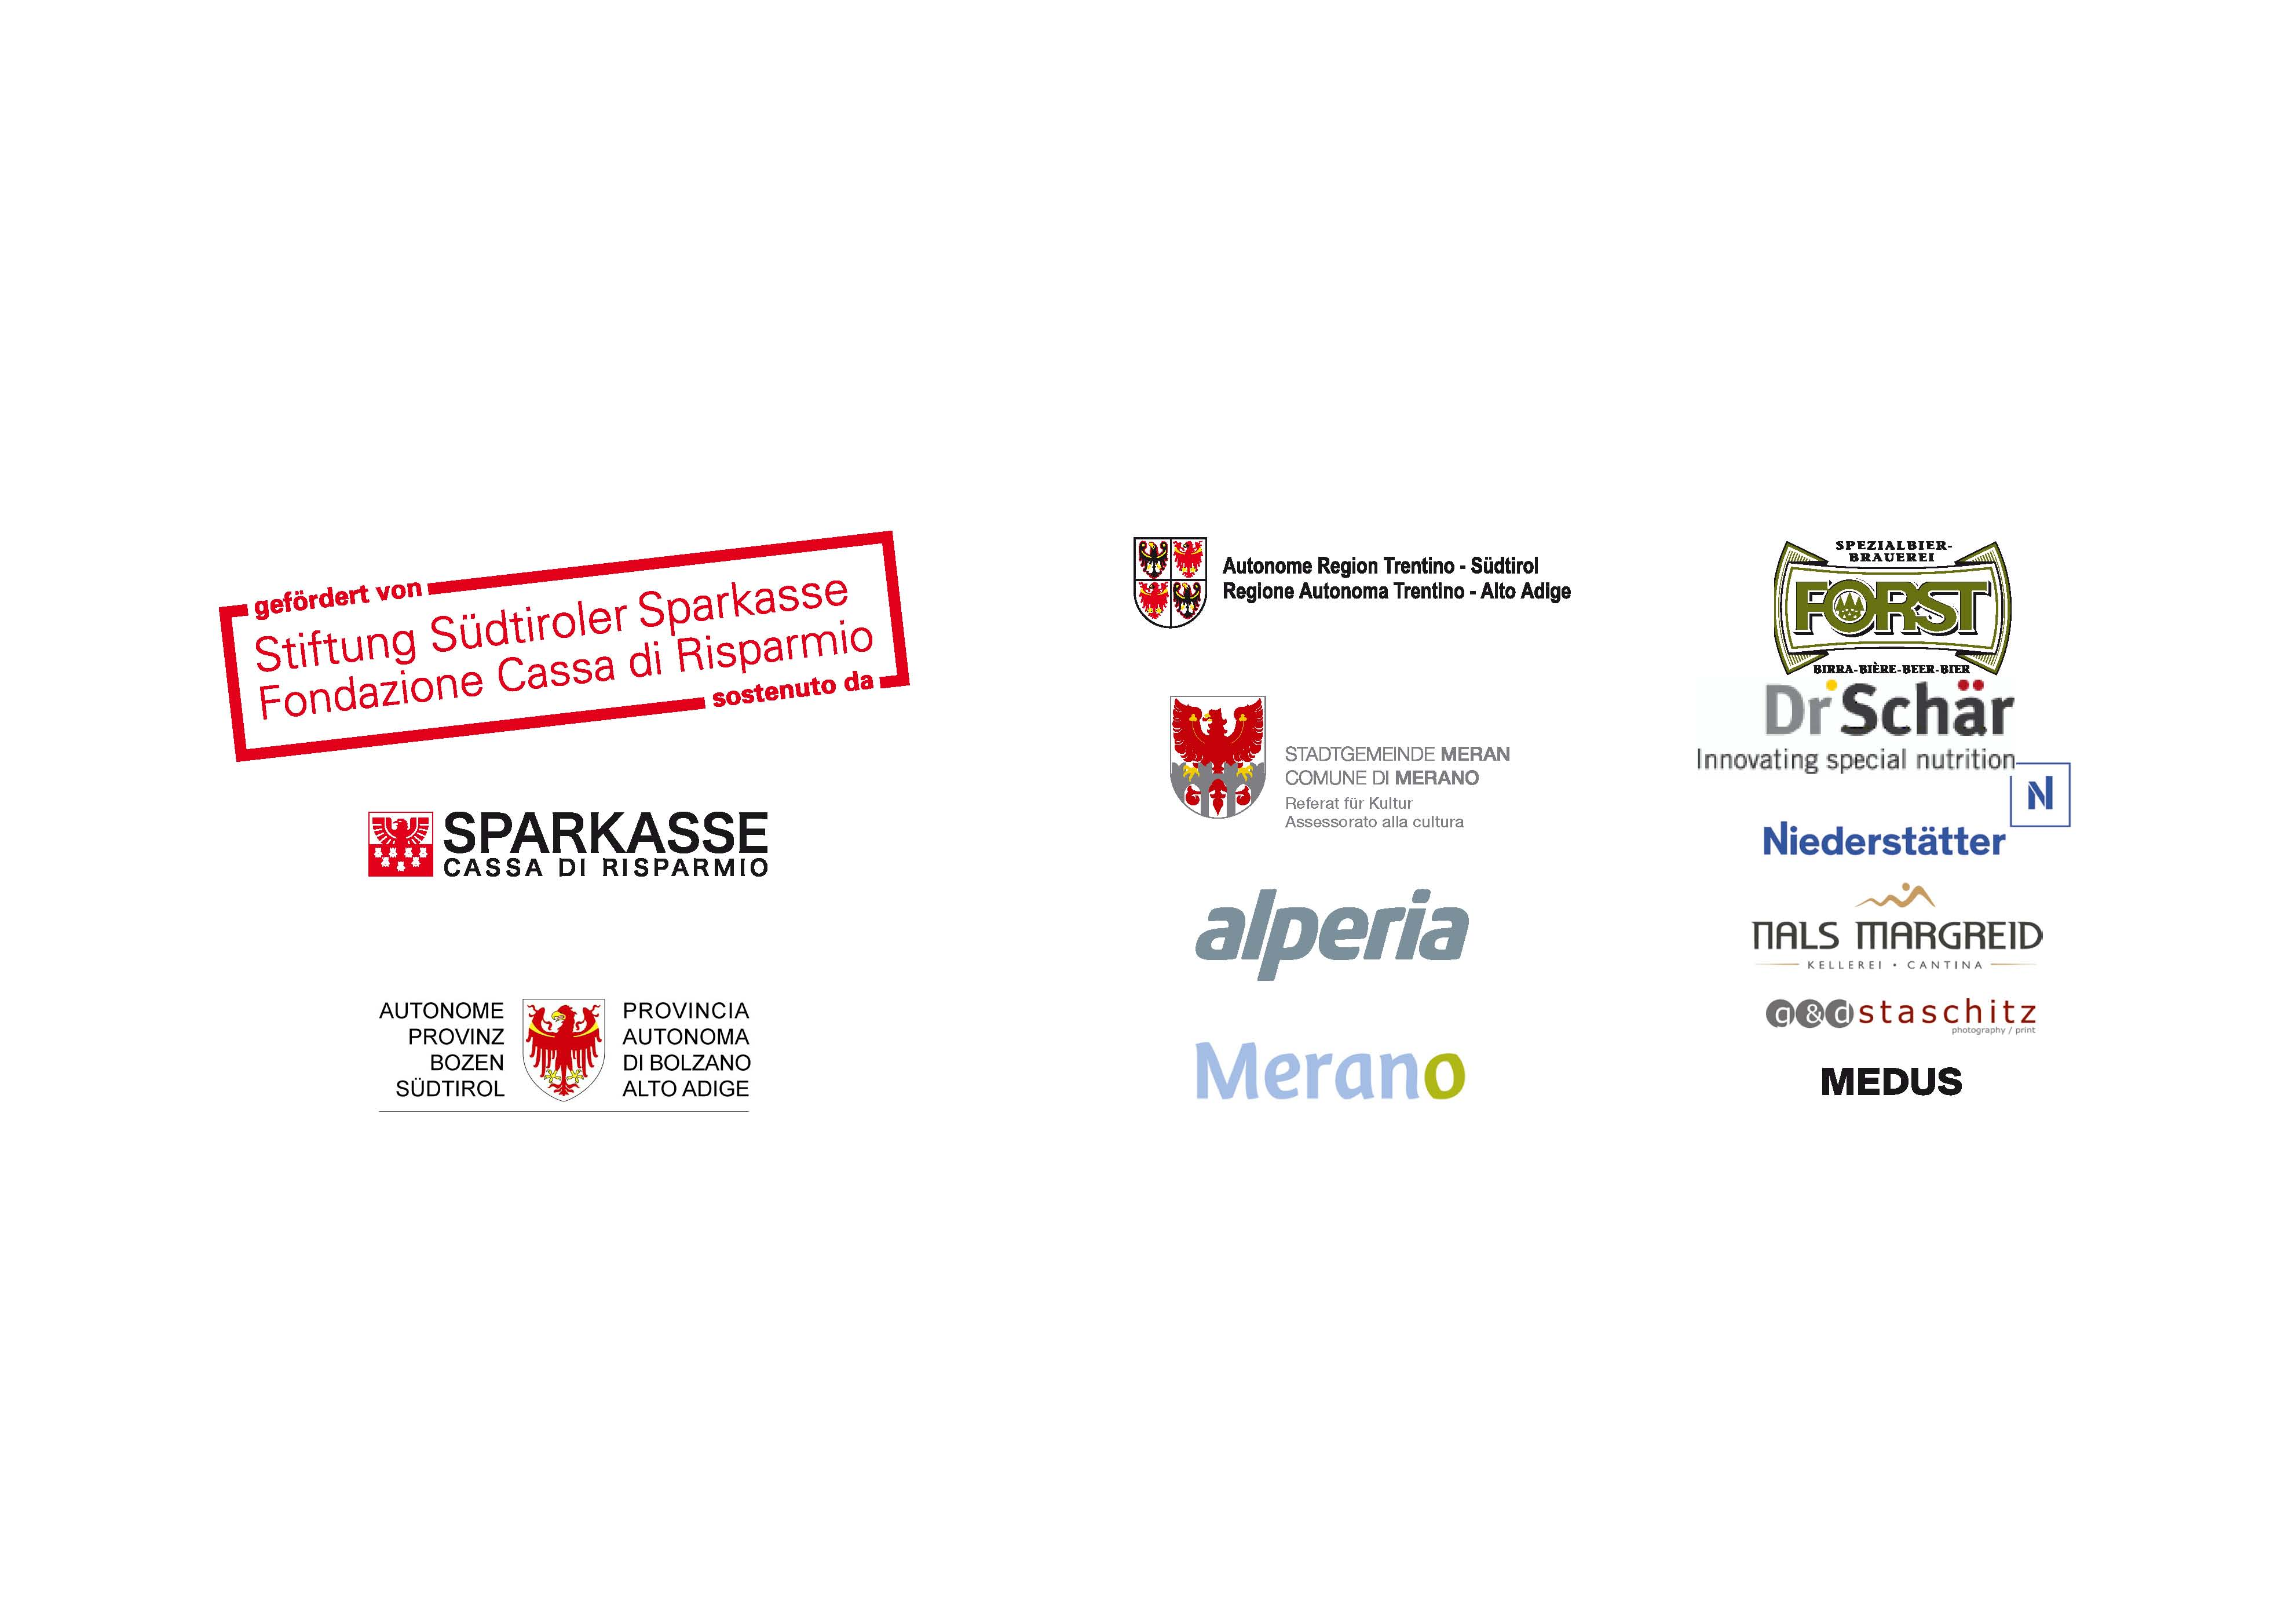 gefördert von
Stiftung Südtiroler Sparkasse
Fondazione Cassa di Risparmio
sostenuto da
SPARKASSE
CASSA DI RISPARMIO
AUTONOME
PROVINZ
BOZEN
SÜDTIROL
PROVINCIA
AUTONOMA
DI BOLZANO
ALTO ADIGE
Autonome Region Trentino - Südtirol
Regione Autonoma Trentino - Alto Adige
STADTGEMEINDE MERAN
COMUNE DI MERANO
Referat für Kultur
Assessorato alla cultura
alperia
Merano
SPEZIALBIER-
BRAUEREI
FORST
BIRRA-BIÈRE-BEER-BIER
Dr Schär
Innovating special nutrition
N
Niederstätter
NALS MARGREID
KELLEREI • CANTINA
g&dstaschitz
photography / print
MEDUS